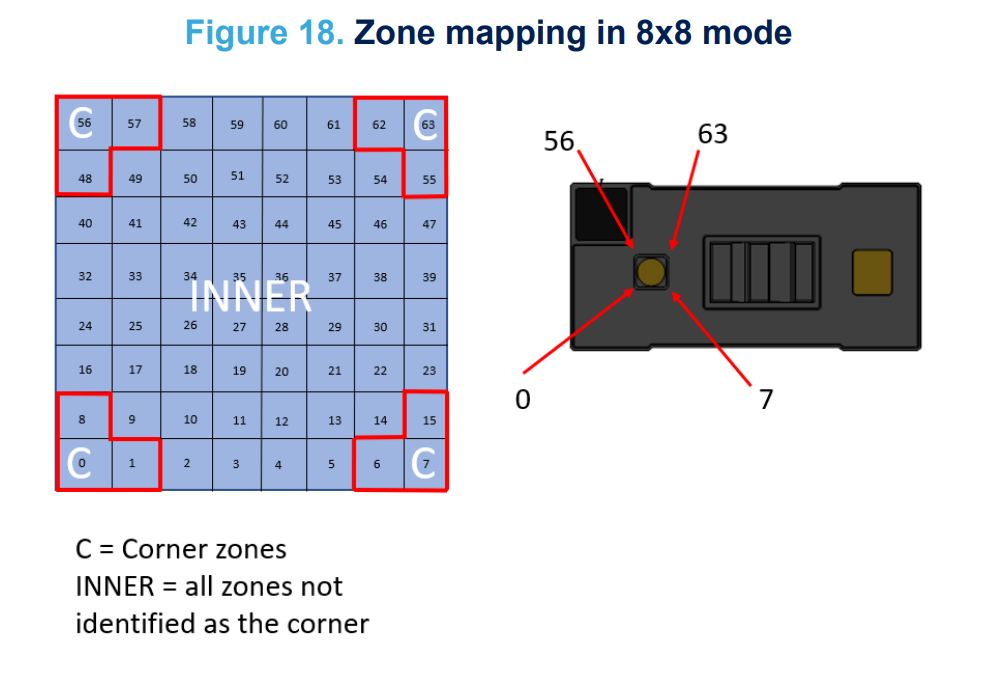 Figure 18. Zone mapping in 8x8 mode
C 56 57 58 59 60 61 62 C 63
48 49 50 51 52 53 54 55
40 41 42 43 44 45 46 47
32 33 34 35 36 37 38 39
INNER
24 25 26 27 28 29 30 31
16 17 18 19 20 21 22 23
8 9 10 11 12 13 14 15
C 0 1 2 3 4 5 6 C 7
56 63
0 7
C = Corner zones
INNER = all zones not
identified as the corner